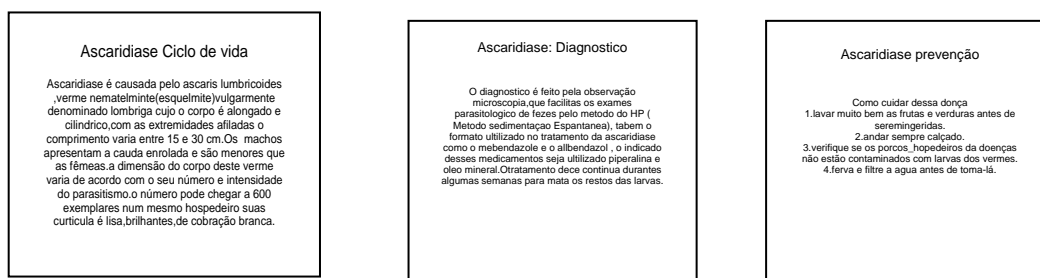 Ascaridiase Ciclo de vida
Ascaridiase é causada pelo ascaris lumbricoides
,verme nematelminte(esquelmite)vulgarmente
denominado lombriga cujo o corpo é alongado e
cilindrico,com as extremidades afiladas o
comprimento varia entre 15 e 30 cm.Os machos
apresentam a cauda enrolada e são menores que
as fêmeas.a dimensão do corpo deste verme
varia de acordo com o seu número e intensidade
do parasitismo.o número pode chegar a 600
exemplares num mesmo hospedeiro suas
curticula é lisa,brilhantes,de cobração branca.
Ascaridiase: Diagnostico
O diagnostico é feito pela observação
microscopia,que facilitas os exames
parasitologico de fezes pelo metodo do HP (
Metodo sedimentaçao Espantanea), tabem o
formato ultilizado no tratamento da ascaridiase
como o mebendazole e o allbendazol , o indicado
desses medicamentos seja ultilizado piperalina e
oleo mineral.Otratamento dece continua durantes
algumas semanas para mata os restos das larvas.
Ascaridiase prevenção
Como cuidar dessa donça
1.lavar muito bem as frutas e verduras antes de
seremingeridas.
2.andar sempre calçado.
3.verifique se os porcos_hopedeiros da doenças
não estão contaminados com larvas dos vermes.
4.ferva e filtre a agua antes de toma-lá.